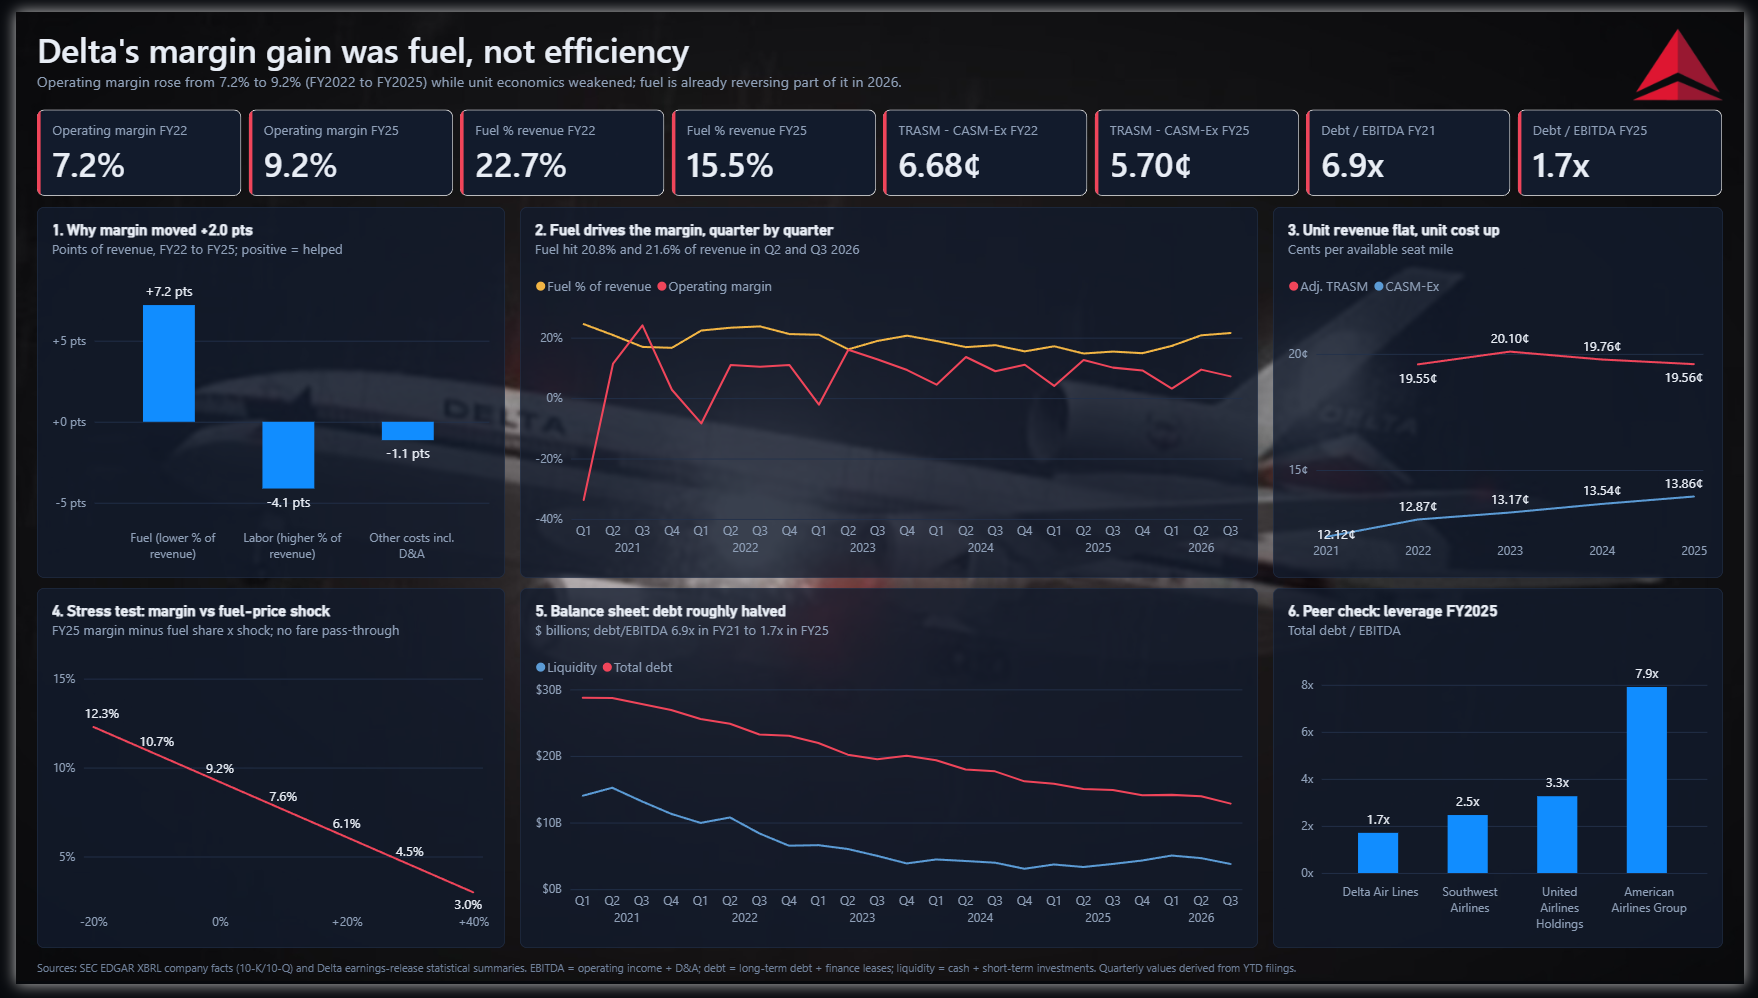 Delta's margin gain was fuel, not efficiency
Operating margin rose from 7.2% to 9.2% (FY2022 to FY2025) while unit economics weakened; fuel is already reversing part of it in 2026.
Operating margin FY22
7.2%
Operating margin FY25
9.2%
Fuel % revenue FY22
22.7%
Fuel % revenue FY25
15.5%
TRASM - CASM-Ex FY22
6.68¢
TRASM - CASM-Ex FY25
5.70¢
Debt / EBITDA FY21
6.9x
Debt / EBITDA FY25
1.7x
1. Why margin moved +2.0 pts
Points of revenue, FY22 to FY25; positive = helped
+7.2 pts
+5 pts
+0 pts
-1.1 pts
-4.1 pts
-5 pts
Fuel (lower % of
revenue)
Labor (higher % of
revenue)
Other costs incl.
D&A
2. Fuel drives the margin, quarter by quarter
Fuel hit 20.8% and 21.6% of revenue in Q2 and Q3 2026
Fuel % of revenue Operating margin
20%
0%
-20%
-40%
DELTA
Q1 Q2 Q3 Q4 Q1 Q2 Q3 Q4 Q1 Q2 Q3 Q4 Q1 Q2 Q3 Q4 Q1 Q2 Q3 Q4 Q1 Q2 Q3
2021 2022 2023 2024 2025 2026
3. Unit revenue flat, unit cost up
Cents per available seat mile
Adj. TRASM CASM-Ex
20¢
19.55¢ 20.10¢ 19.76¢ 19.56¢
DELTA
15¢
12.12¢ 12.87¢ 13.17¢ 13.54¢ 13.86¢
2021 2022 2023 2024 2025
4. Stress test: margin vs fuel-price shock
FY25 margin minus fuel share x shock; no fare pass-through
15%
10%
5%
12.3%
10.7%
9.2%
7.6%
6.1%
4.5%
3.0%
-20% 0% +20% +40%
5. Balance sheet: debt roughly halved
$ billions; debt/EBITDA 6.9x in FY21 to 1.7x in FY25
Liquidity Total debt
$30B
$20B
$10B
$0B
Q1 Q2 Q3 Q4 Q1 Q2 Q3 Q4 Q1 Q2 Q3 Q4 Q1 Q2 Q3 Q4 Q1 Q2 Q3 Q4 Q1 Q2 Q3
2021 2022 2023 2024 2025 2026
6. Peer check: leverage FY2025
Total debt / EBITDA
8x
6x
4x
2x
0x
1.7x
2.5x
3.3x
7.9x
Delta Air Lines
Southwest
Airlines
United
Airlines
Holdings
American
Airlines Group
Sources: SEC EDGAR XBRL company facts (10-K/10-Q) and Delta earnings-release statistical summaries. EBITDA = operating income + D&A; debt = long-term debt + finance leases; liquidity = cash + short-term investments. Quarterly values derived from YTD filings.